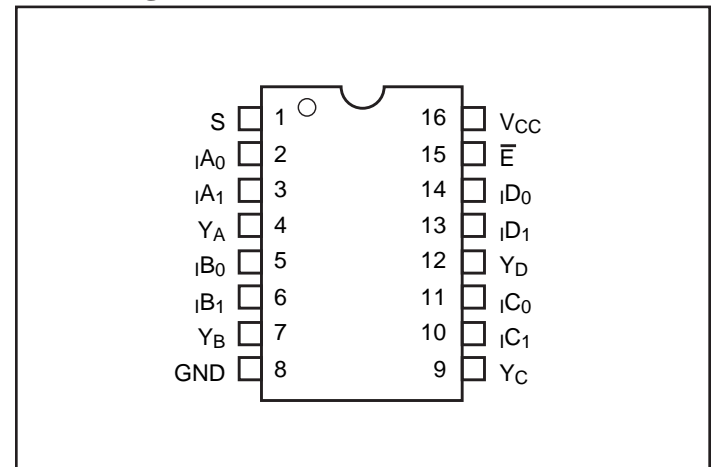 S 1 16 VCC
IA0 2 15 E̅
IA1 3 14 ID0
YA 4 13 ID1
IB0 5 12 YD
IB1 6 11 IC0
YB 7 10 IC1
GND 8 9 YC